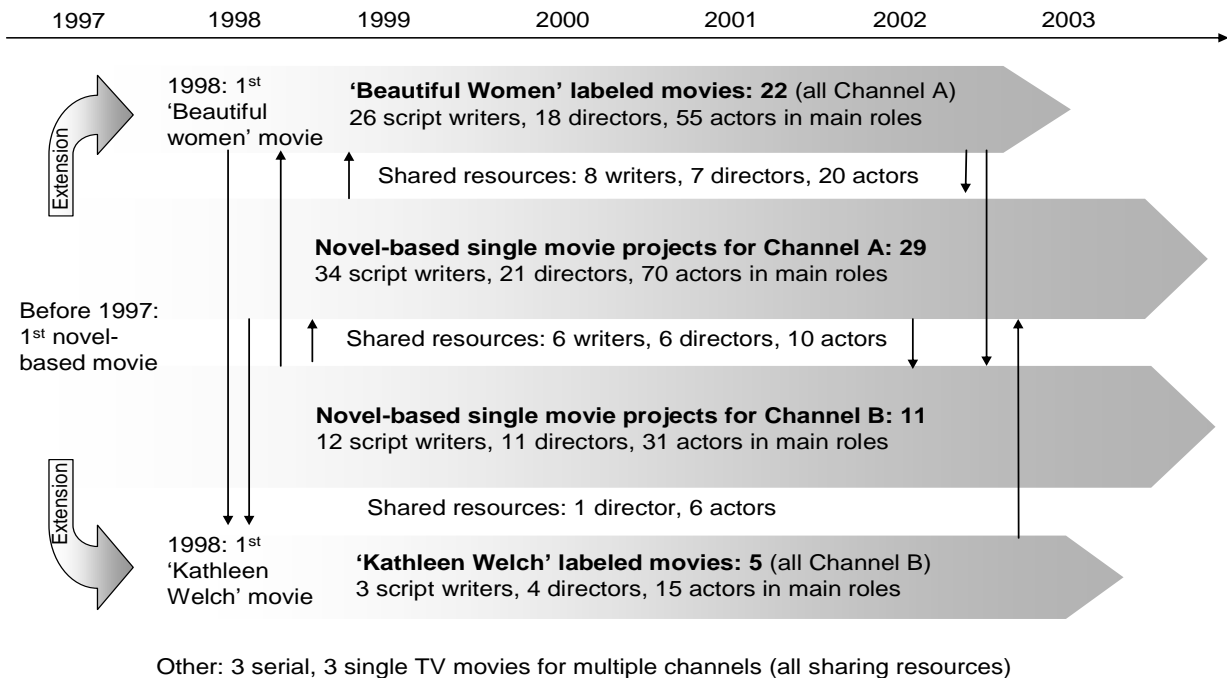 1997 1998 1999 2000 2001 2002 2003
Extension
1998: 1st
‘Beautiful
women’ movie
‘Beautiful Women’ labeled movies: 22 (all Channel A)
26 script writers, 18 directors, 55 actors in main roles
Shared resources: 8 writers, 7 directors, 20 actors
Novel-based single movie projects for Channel A: 29
34 script writers, 21 directors, 70 actors in main roles
Before 1997:
1st novel-
based movie
Shared resources: 6 writers, 6 directors, 10 actors
Novel-based single movie projects for Channel B: 11
12 script writers, 11 directors, 31 actors in main roles
Extension
Shared resources: 1 director, 6 actors
1998: 1st
‘Kathleen
Welch’ movie
‘Kathleen Welch’ labeled movies: 5 (all Channel B)
3 script writers, 4 directors, 15 actors in main roles
Other: 3 serial, 3 single TV movies for multiple channels (all sharing resources)